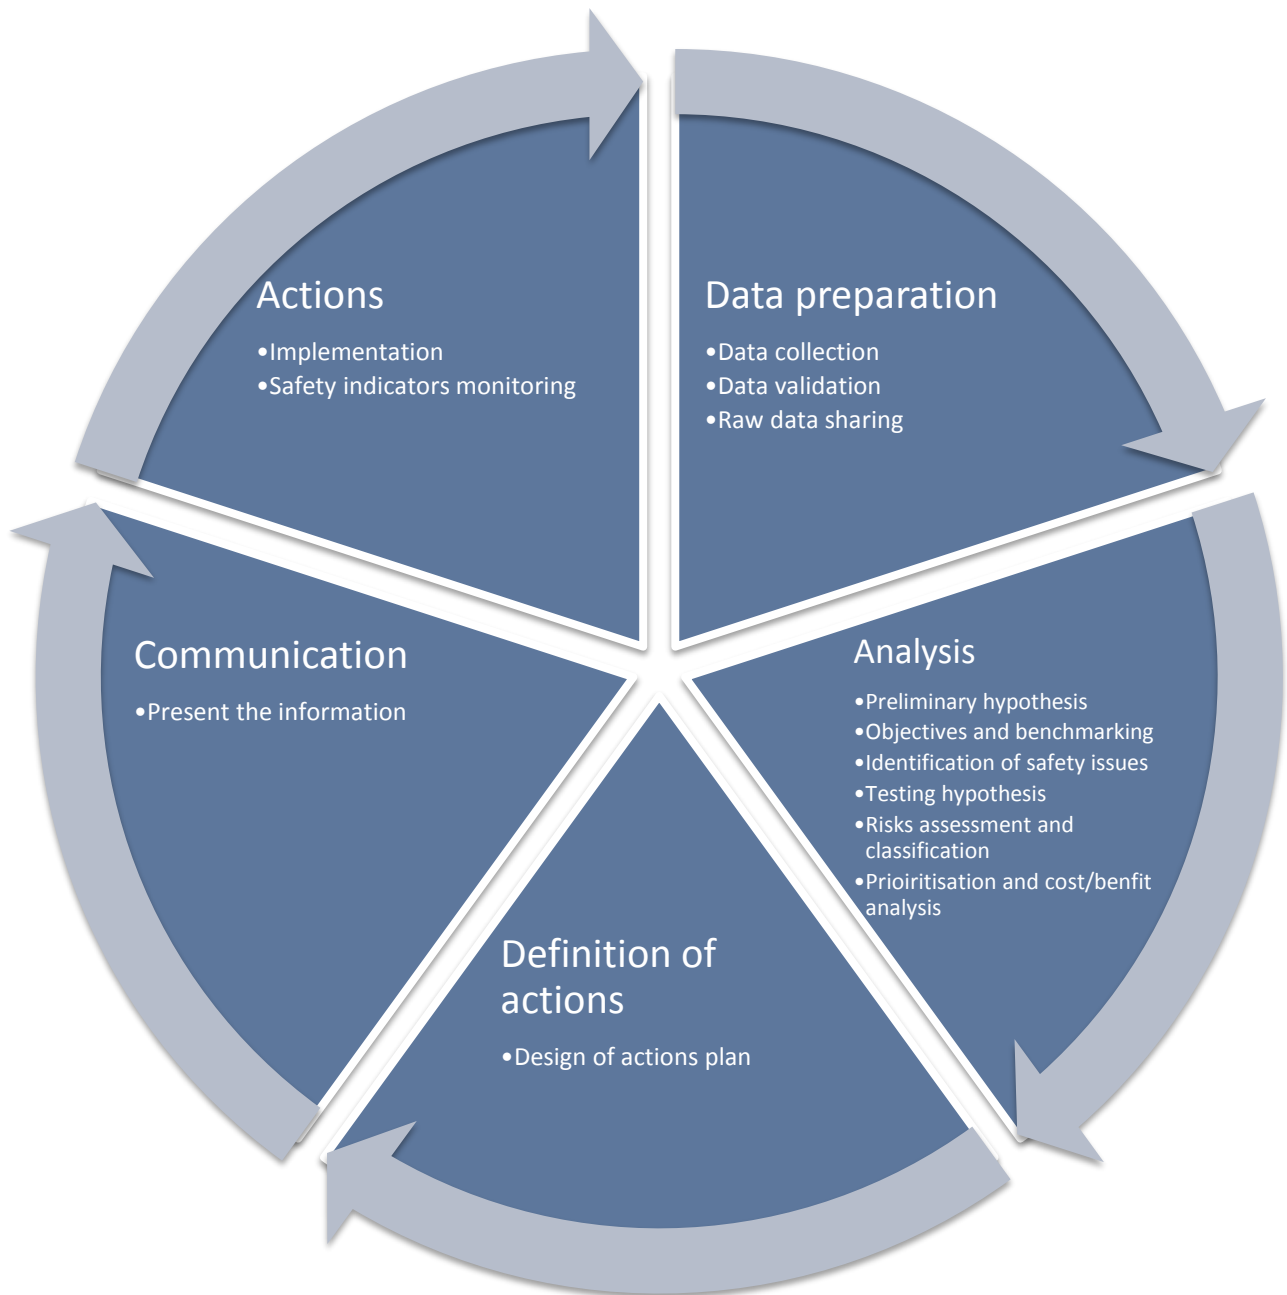 Data preparation
•Data collection
•Data validation
•Raw data sharing
Analysis
•Preliminary hypothesis
•Objectives and benchmarking
•Identification of safety issues
•Testing hypothesis
•Risks assessment and
classification
•Prioiritisation and cost/benfit
analysis
Definition of
actions
•Design of actions plan
Communication
•Present the information
Actions
•Implementation
•Safety indicators monitoring